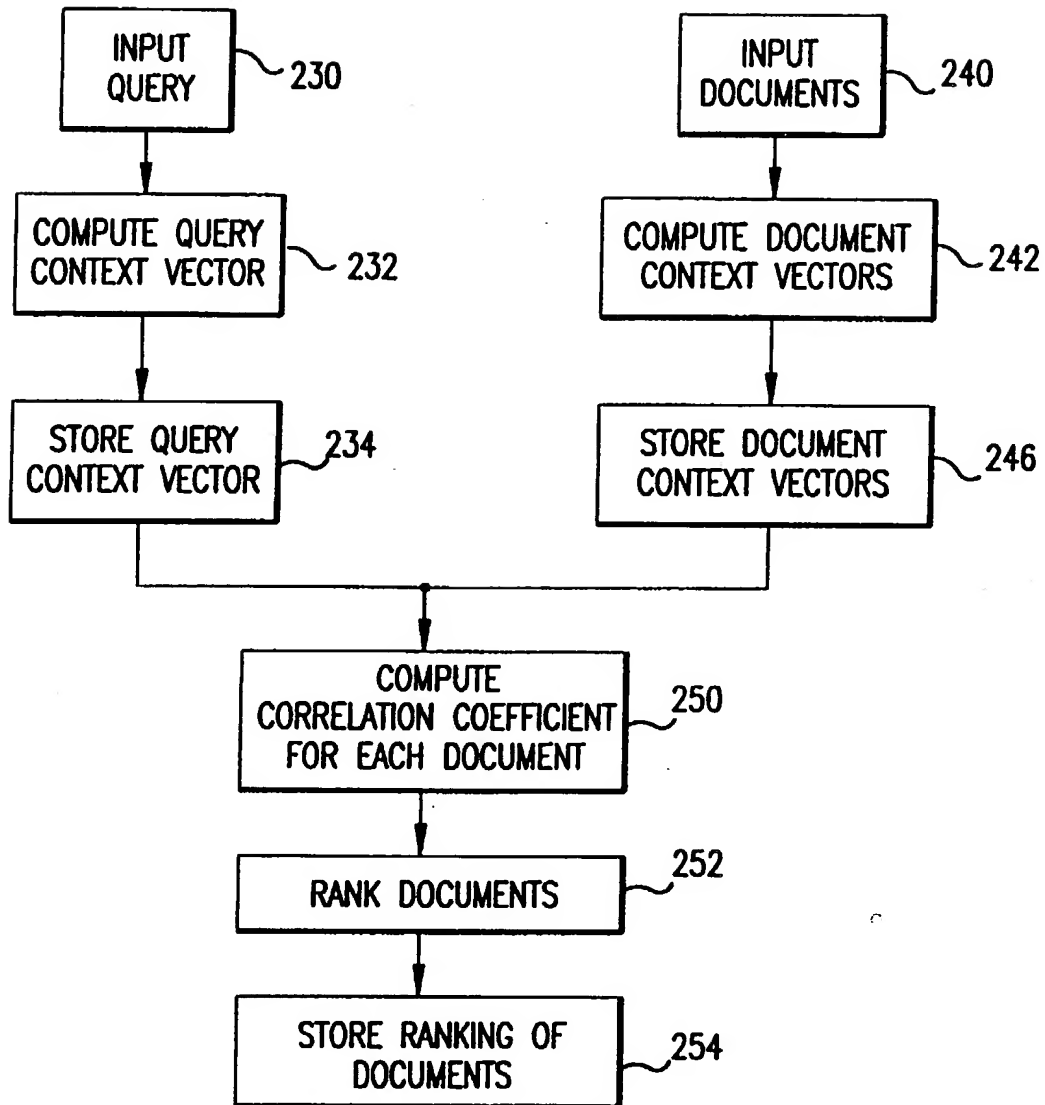 INPUT
QUERY
230
COMPUTE QUERY
CONTEXT VECTOR
232
STORE QUERY
CONTEXT VECTOR
234
INPUT
DOCUMENTS
240
COMPUTE DOCUMENT
CONTEXT VECTORS
242
STORE DOCUMENT
CONTEXT VECTORS
246
COMPUTE
CORRELATION COEFFICIENT
FOR EACH DOCUMENT
250
RANK DOCUMENTS
252
STORE RANKING OF
DOCUMENTS
254